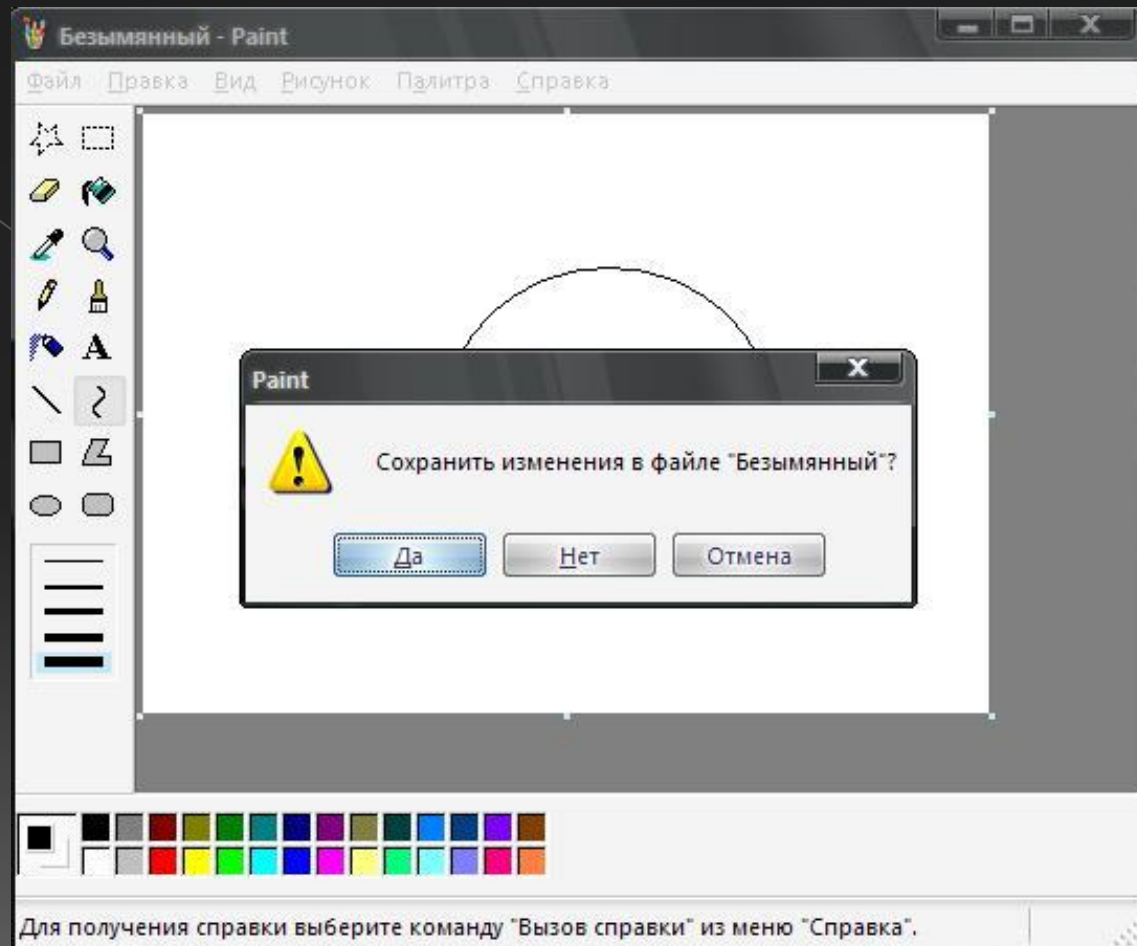 Безымянный - Paint
Файл Правка Вид Рисунок Палитра Справка
A
Paint
Сохранить изменения в файле "Безымянный"?
Да Нет Отмена
Для получения справки выберите команду "Вызов справки" из меню "Справка".